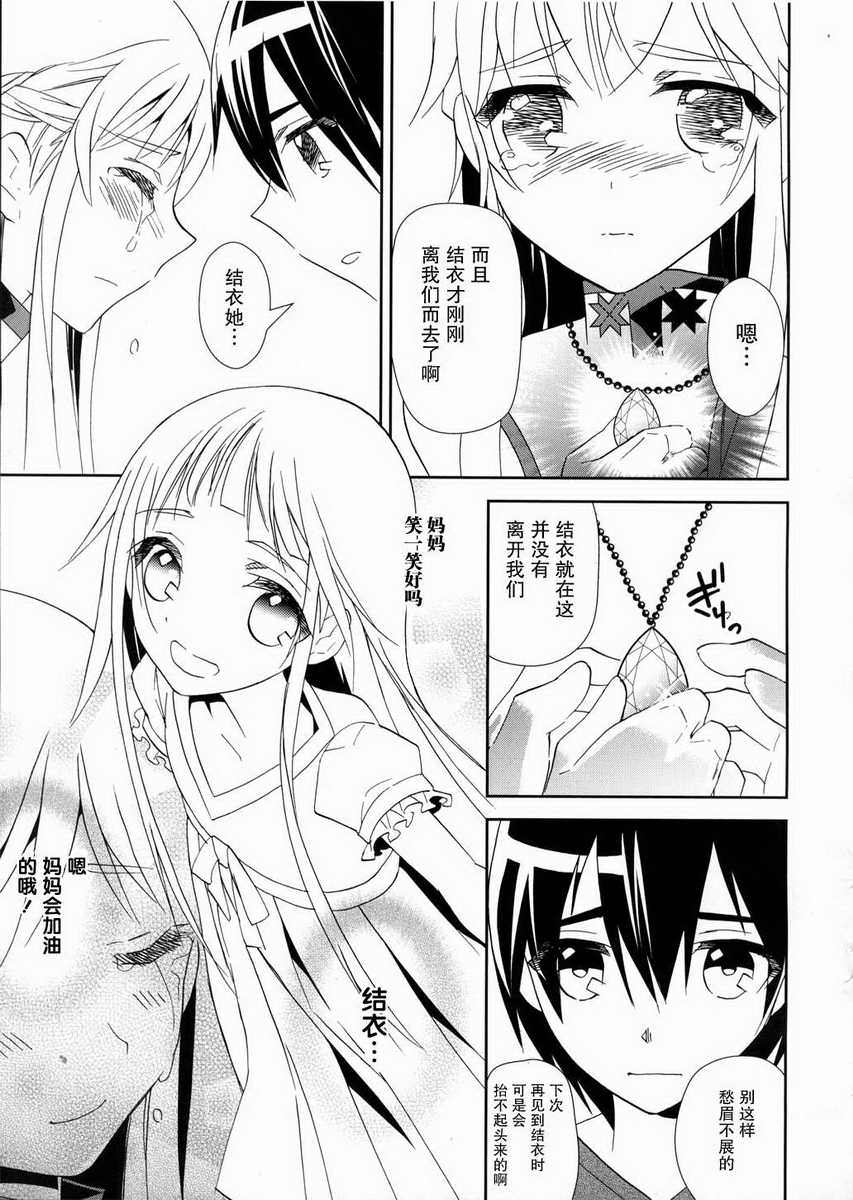 嗯…
而且
结衣才刚刚
离我们而去了啊
结衣她…
结衣就在这
并没有
离开我们
ぎゅっ
别这样
愁眉不展的
下次
再见到结衣时
可是会
抬不起头来的啊
妈妈
笑一笑好吗
结衣…
嗯
妈妈会加油
的哦！